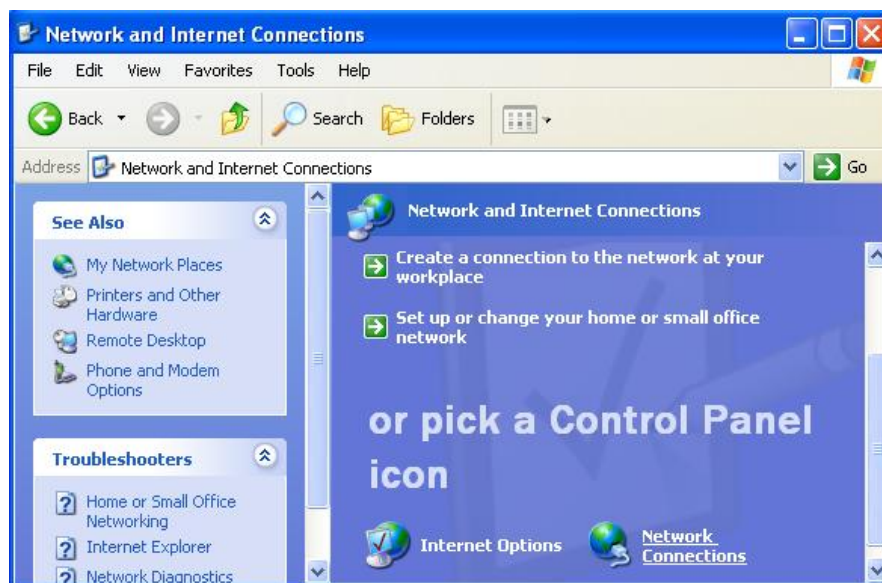 Network and Internet Connections
File Edit View Favorites Tools Help
Back Search Folders
Address Network and Internet Connections Go
See Also
My Network Places
Printers and Other
Hardware
Remote Desktop
Phone and Modem
Options
Troubleshooters
Home or Small Office
Networking
Internet Explorer
Network Diagnostics
Network and Internet Connections
Create a connection to the network at your
workplace
Set up or change your home or small office
network
or pick a Control Panel
icon
Internet Options
Network
Connections